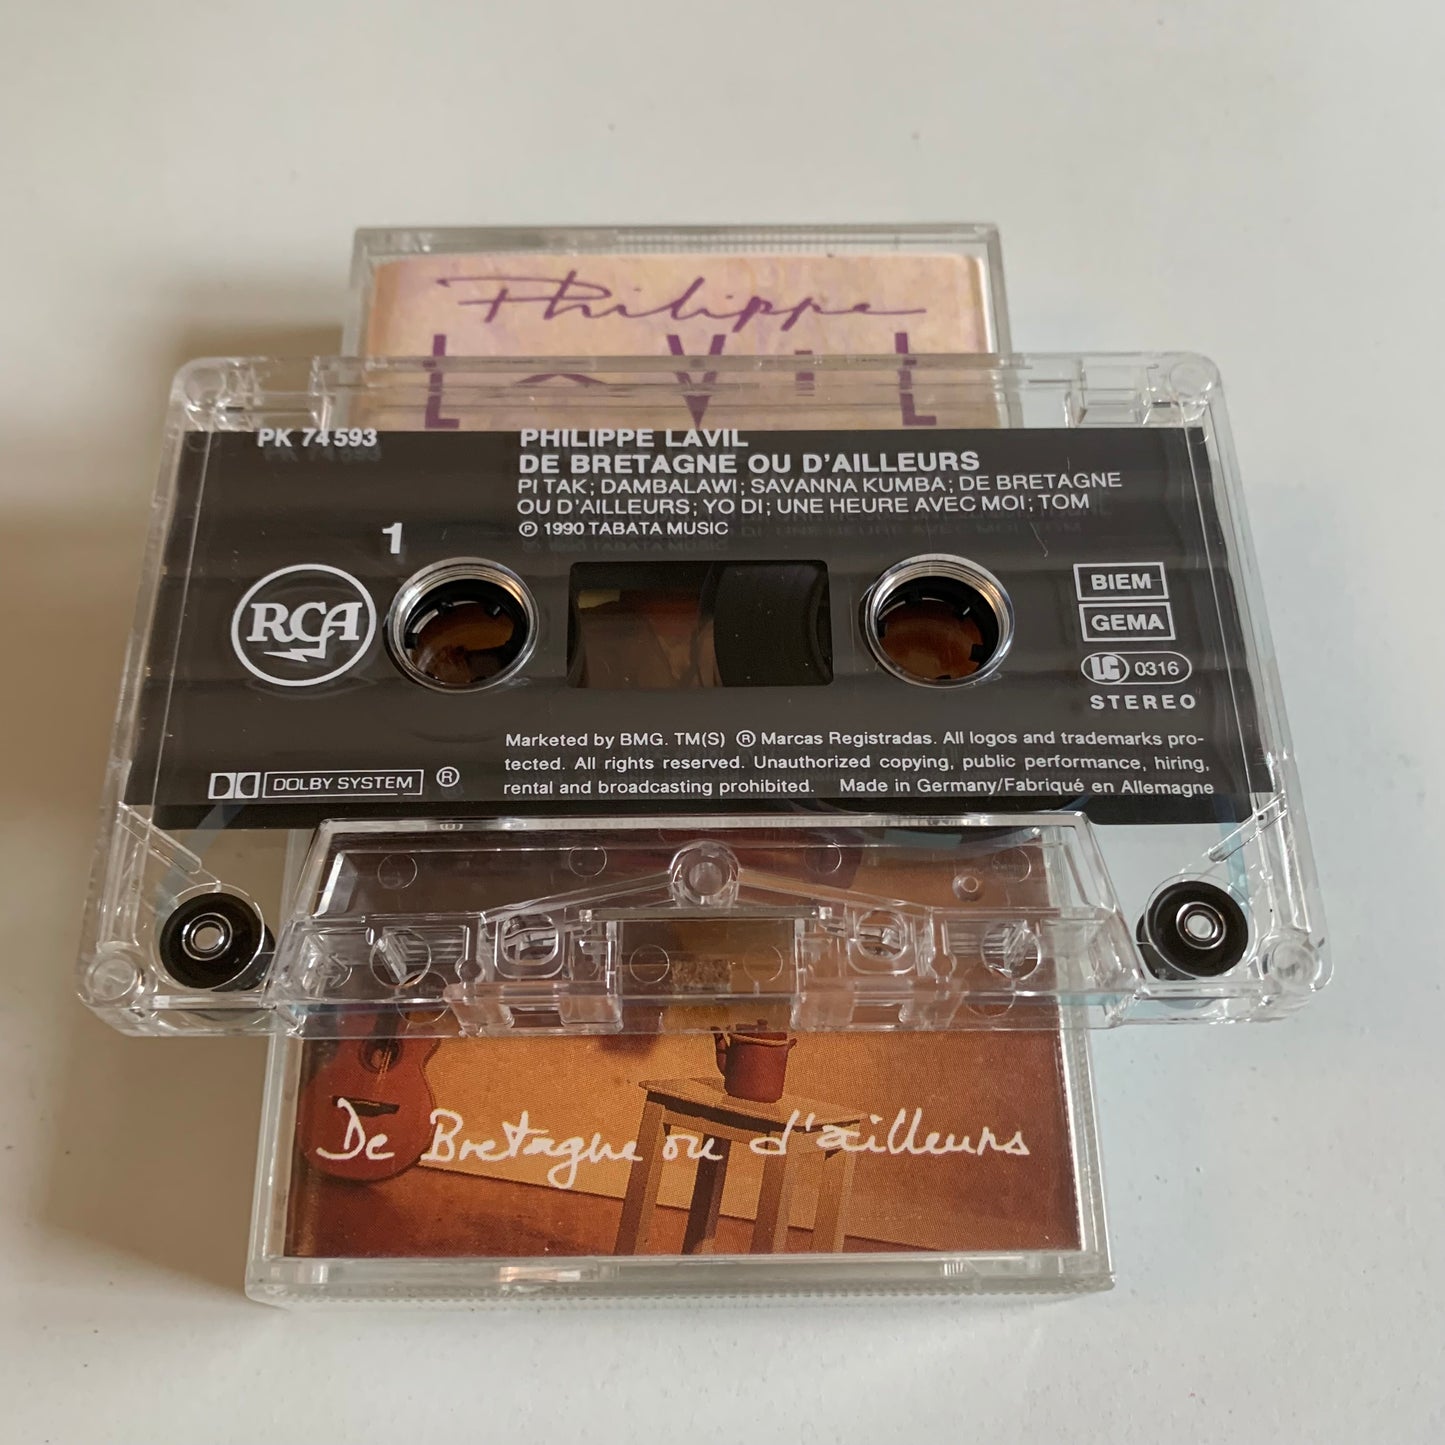 Philippe
LAVIL
PK 74593
PHILIPPE LAVIL
DE BRETAGNE OU D'AILLEURS
PI TAK; DAMBALAWI; SAVANNA KUMBA; DE BRETAGNE
OU D'AILLEURS; YO DI; UNE HEURE AVEC MOI; TOM
℗ 1990 TABATA MUSIC
1
RCA
BIEM
GEMA
LC 0316
STEREO
Marketed by BMG. TM(S) ® Marcas Registradas. All logos and trademarks pro-
tected. All rights reserved. Unauthorized copying, public performance, hiring,
rental and broadcasting prohibited. Made in Germany/Fabriqué en Allemagne
DOLBY SYSTEM ®
De Bretagne ou d'ailleurs